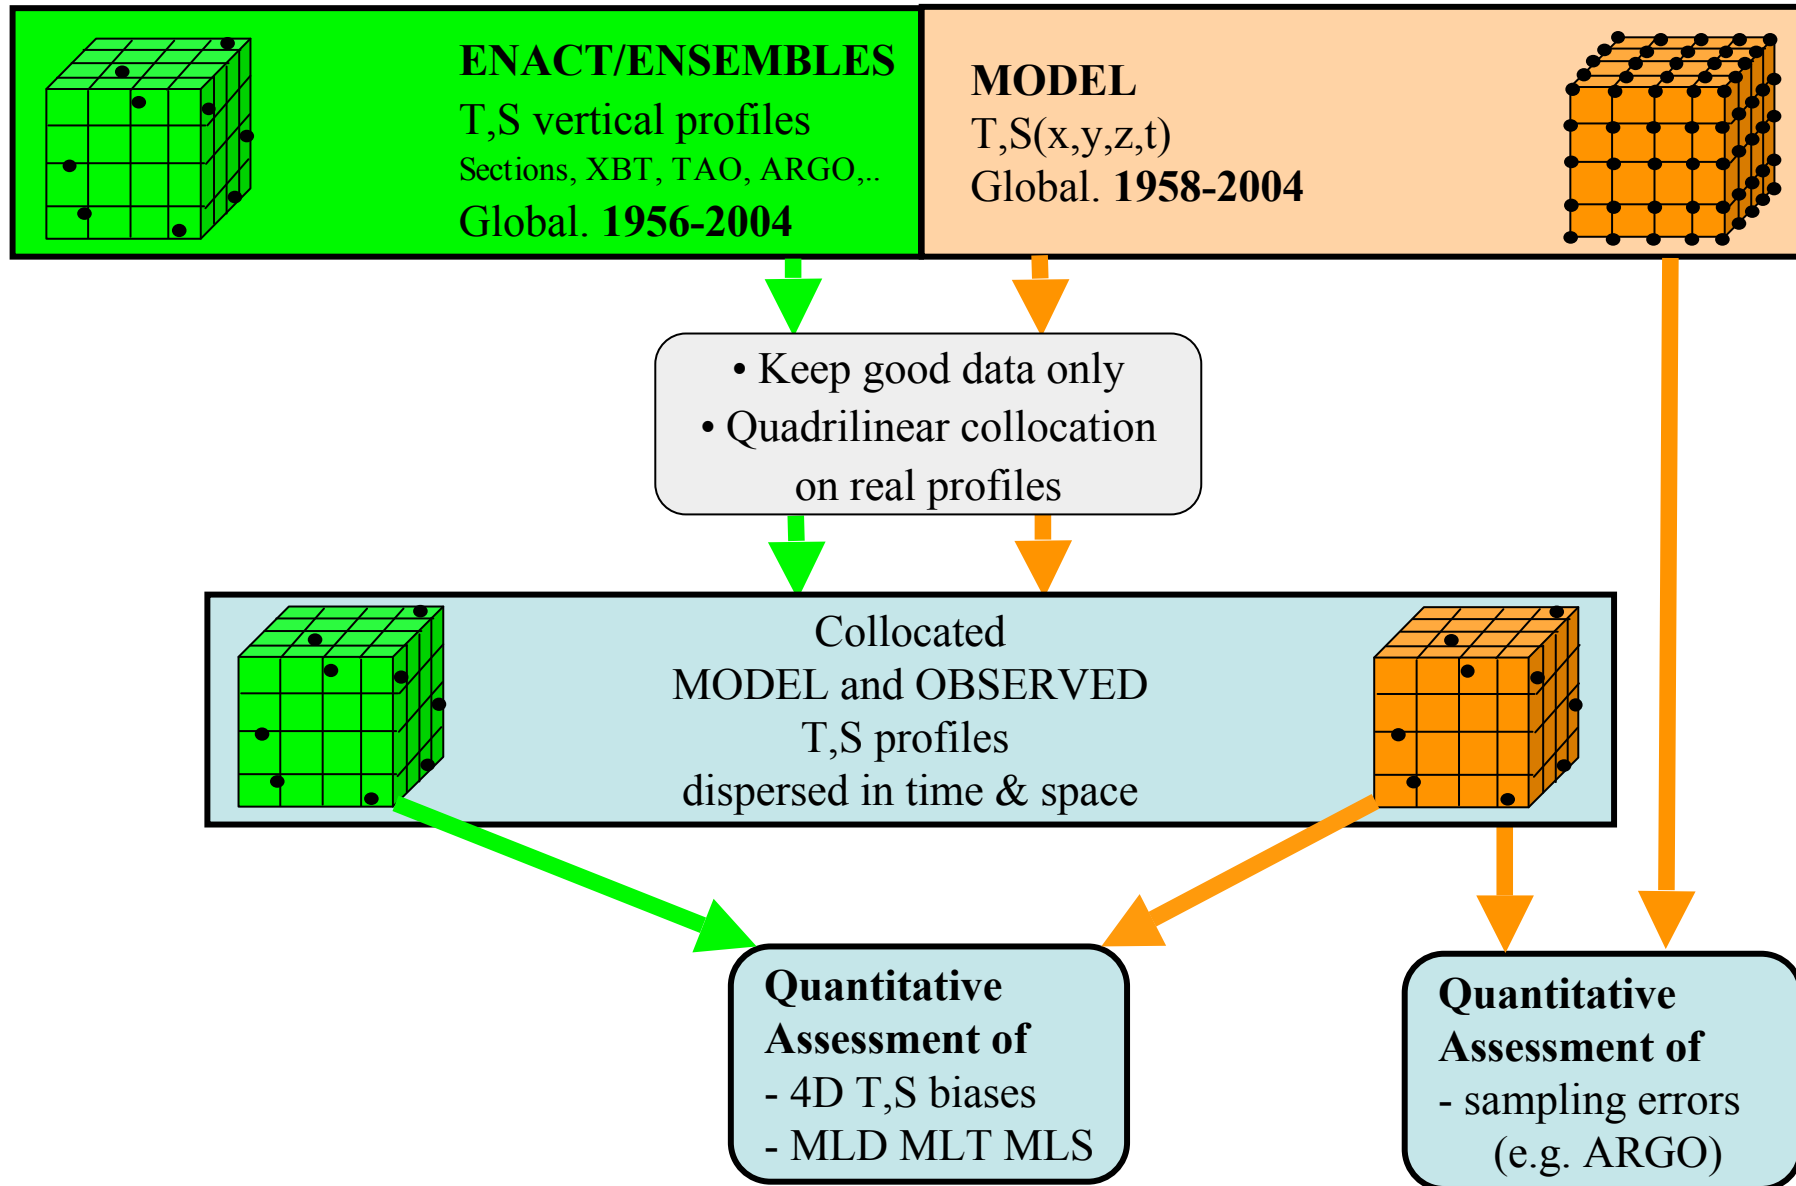 ENACT/ENSEMBLES
T,S vertical profiles
Sections, XBT, TAO, ARGO,..
Global. 1956-2004
MODEL
T,S(x,y,z,t)
Global. 1958-2004
• Keep good data only
• Quadrilinear collocation
on real profiles
Collocated
MODEL and OBSERVED
T,S profiles
dispersed in time & space
Quantitative
Assessment of
- 4D T,S biases
- MLD MLT MLS
Quantitative
Assessment of
- sampling errors
(e.g. ARGO)